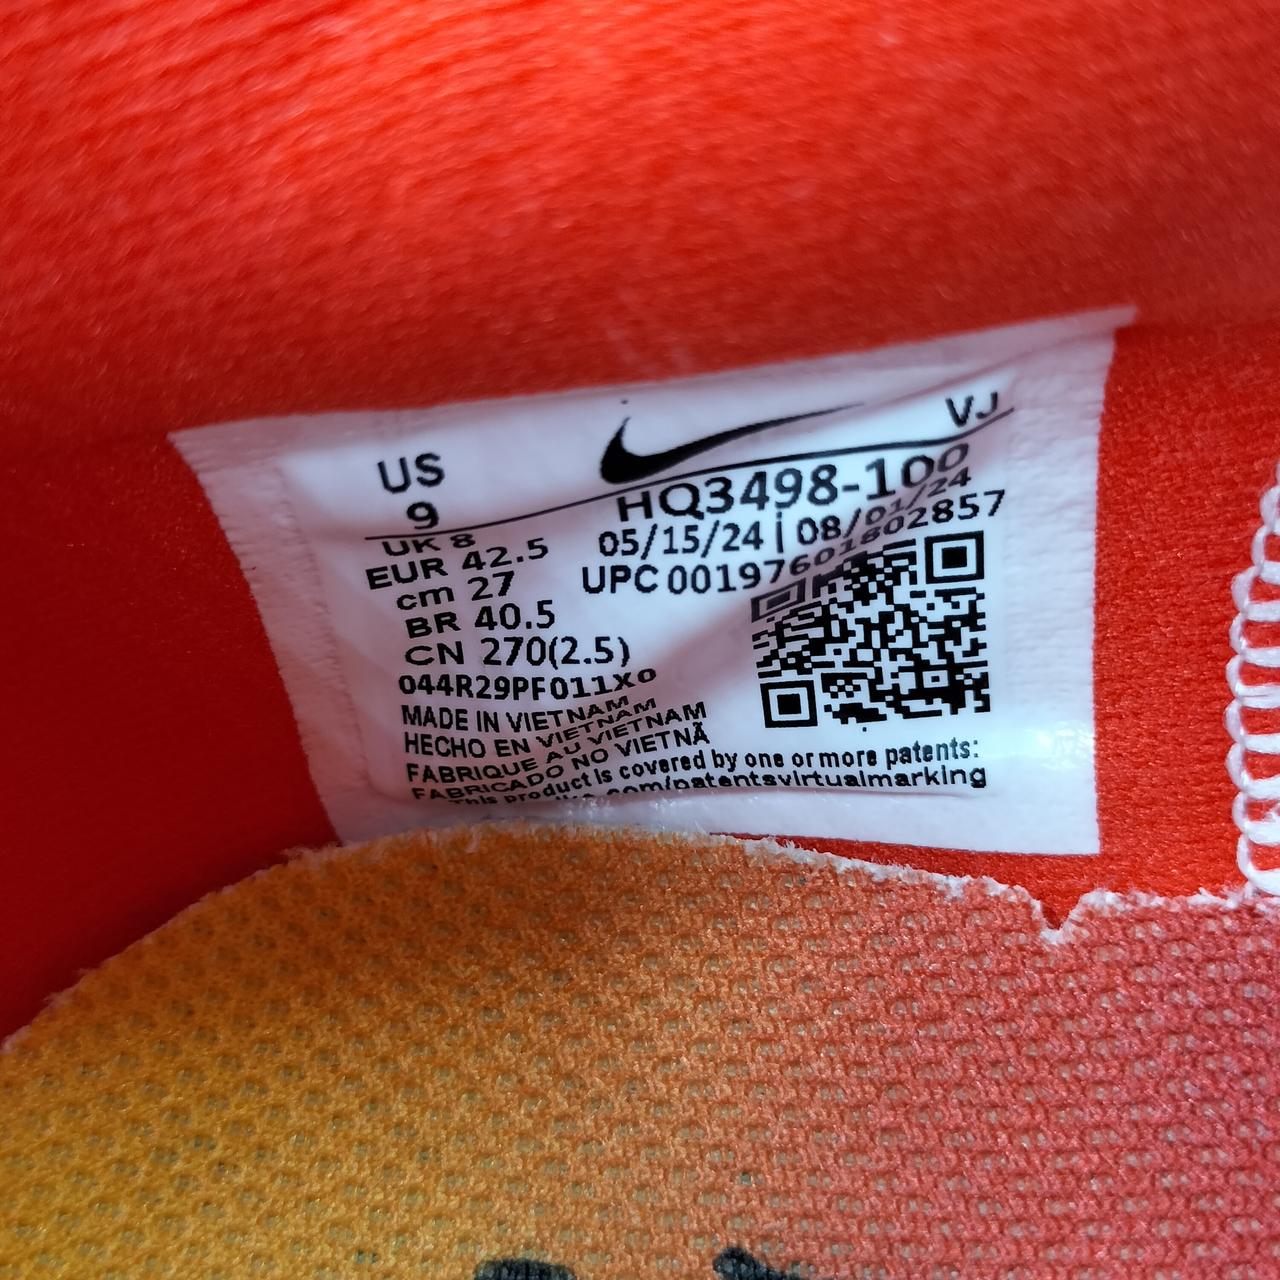 VJ
US
9
HQ3498-100
UK 8
05/15/24 | 08/01/24
EUR 42.5
UPC 00197601802857
cm 27
BR 40.5
CN 270(2.5)
044R29PF011X0
MADE IN VIETNAM
HECHO EN VIETNAM
FABRIQUE AU VIETNAM
FABRICADO NO VIETNÃ
This product is covered by one or more patents:
.com/patentsvirtualmarking